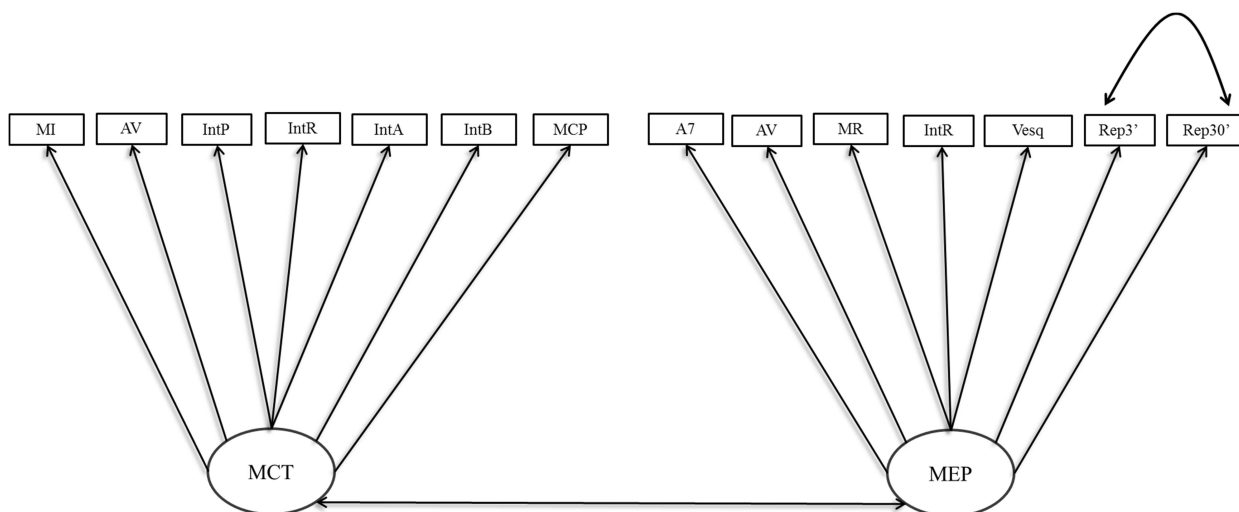 MI
AV
IntP
IntR
IntA
IntB
MCP
A7
AV
MR
IntR
Vesq
Rep3’
Rep30’
MCT
MEP